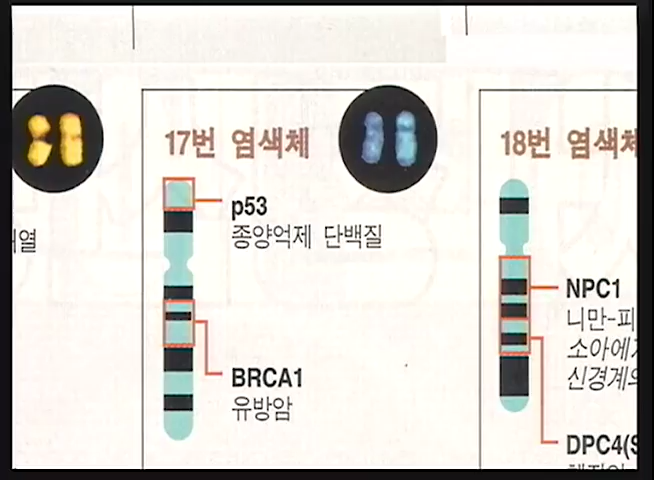 17번 염색체
p53
종양억제 단백질
BRCA1
유방암
18번 염색
NPC1
니만-피
소아에
신경계의
DPC4(S
열